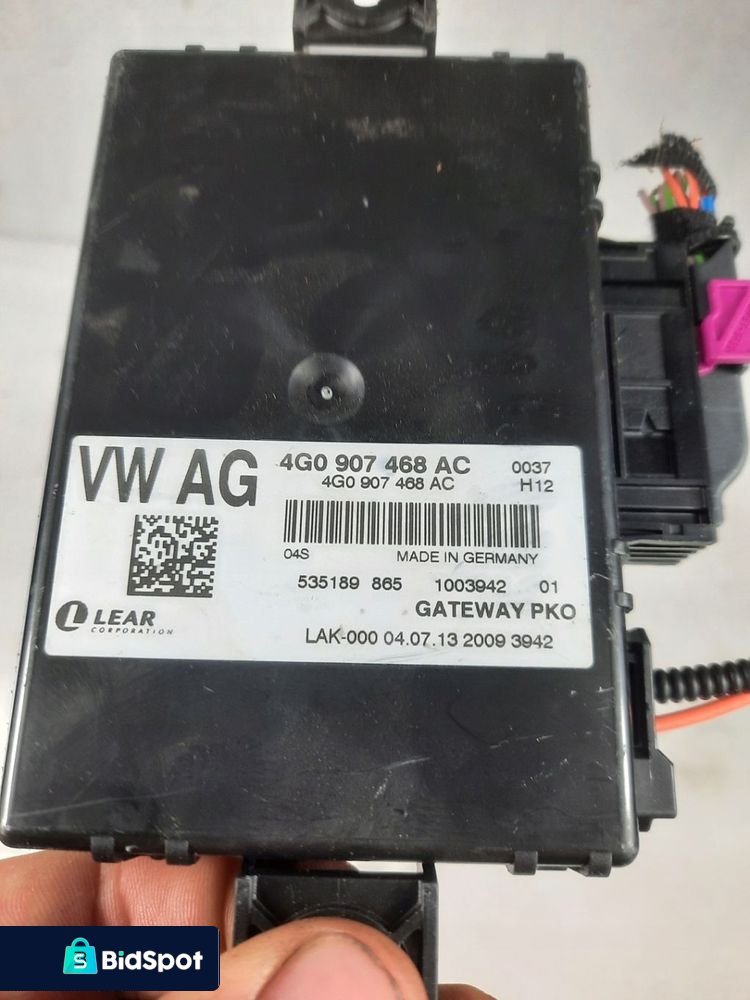 VW AG
4G0 907 468 AC 0037
4G0 907 468 AC H12
04S MADE IN GERMANY
535189 865 1003942 01
LEAR
CORPORATION
GATEWAY PKO
LAK-000 04.07.13 2009 3942
S BidSpot